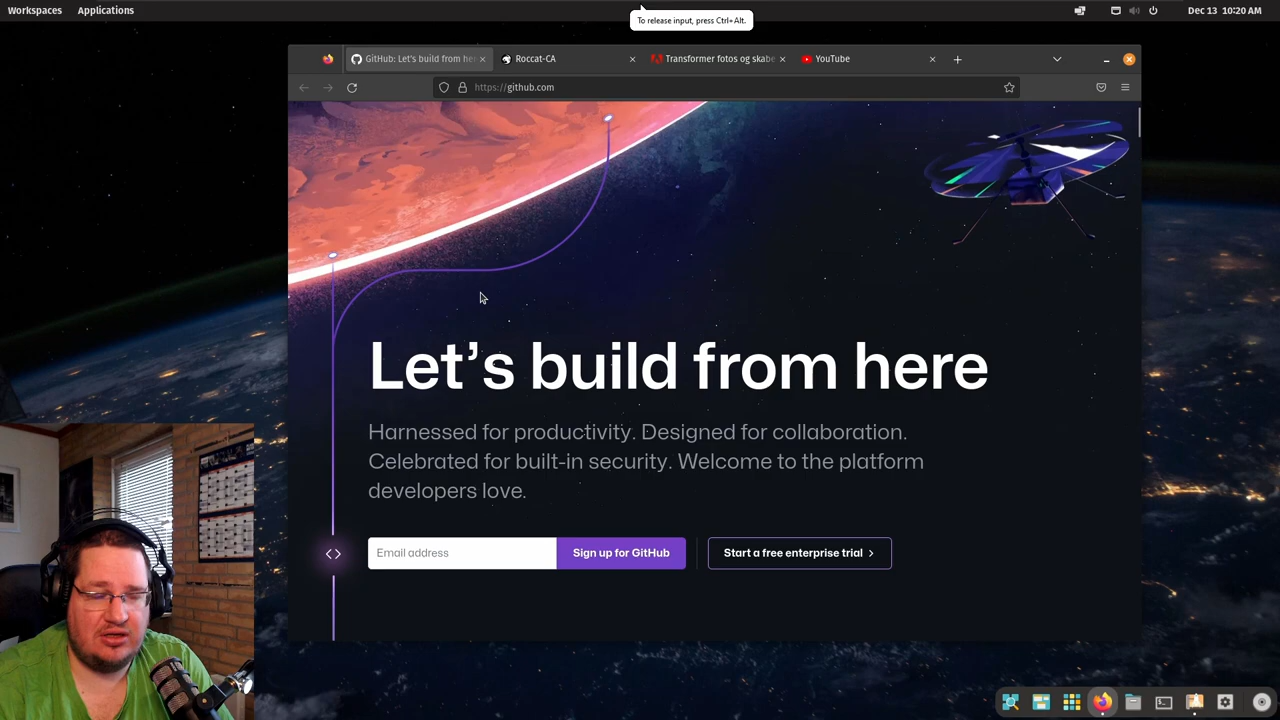 Workspaces Applications
To release input, press Ctrl+Alt.
Dec 13 10:20 AM
GitHub: Let's build from her
Roccat-CA
Transformer fotos og skabe
YouTube
https://github.com
Let's build from here
Harnessed for productivity. Designed for collaboration.
Celebrated for built-in security. Welcome to the platform
developers love.
Email address
Sign up for GitHub
Start a free enterprise trial